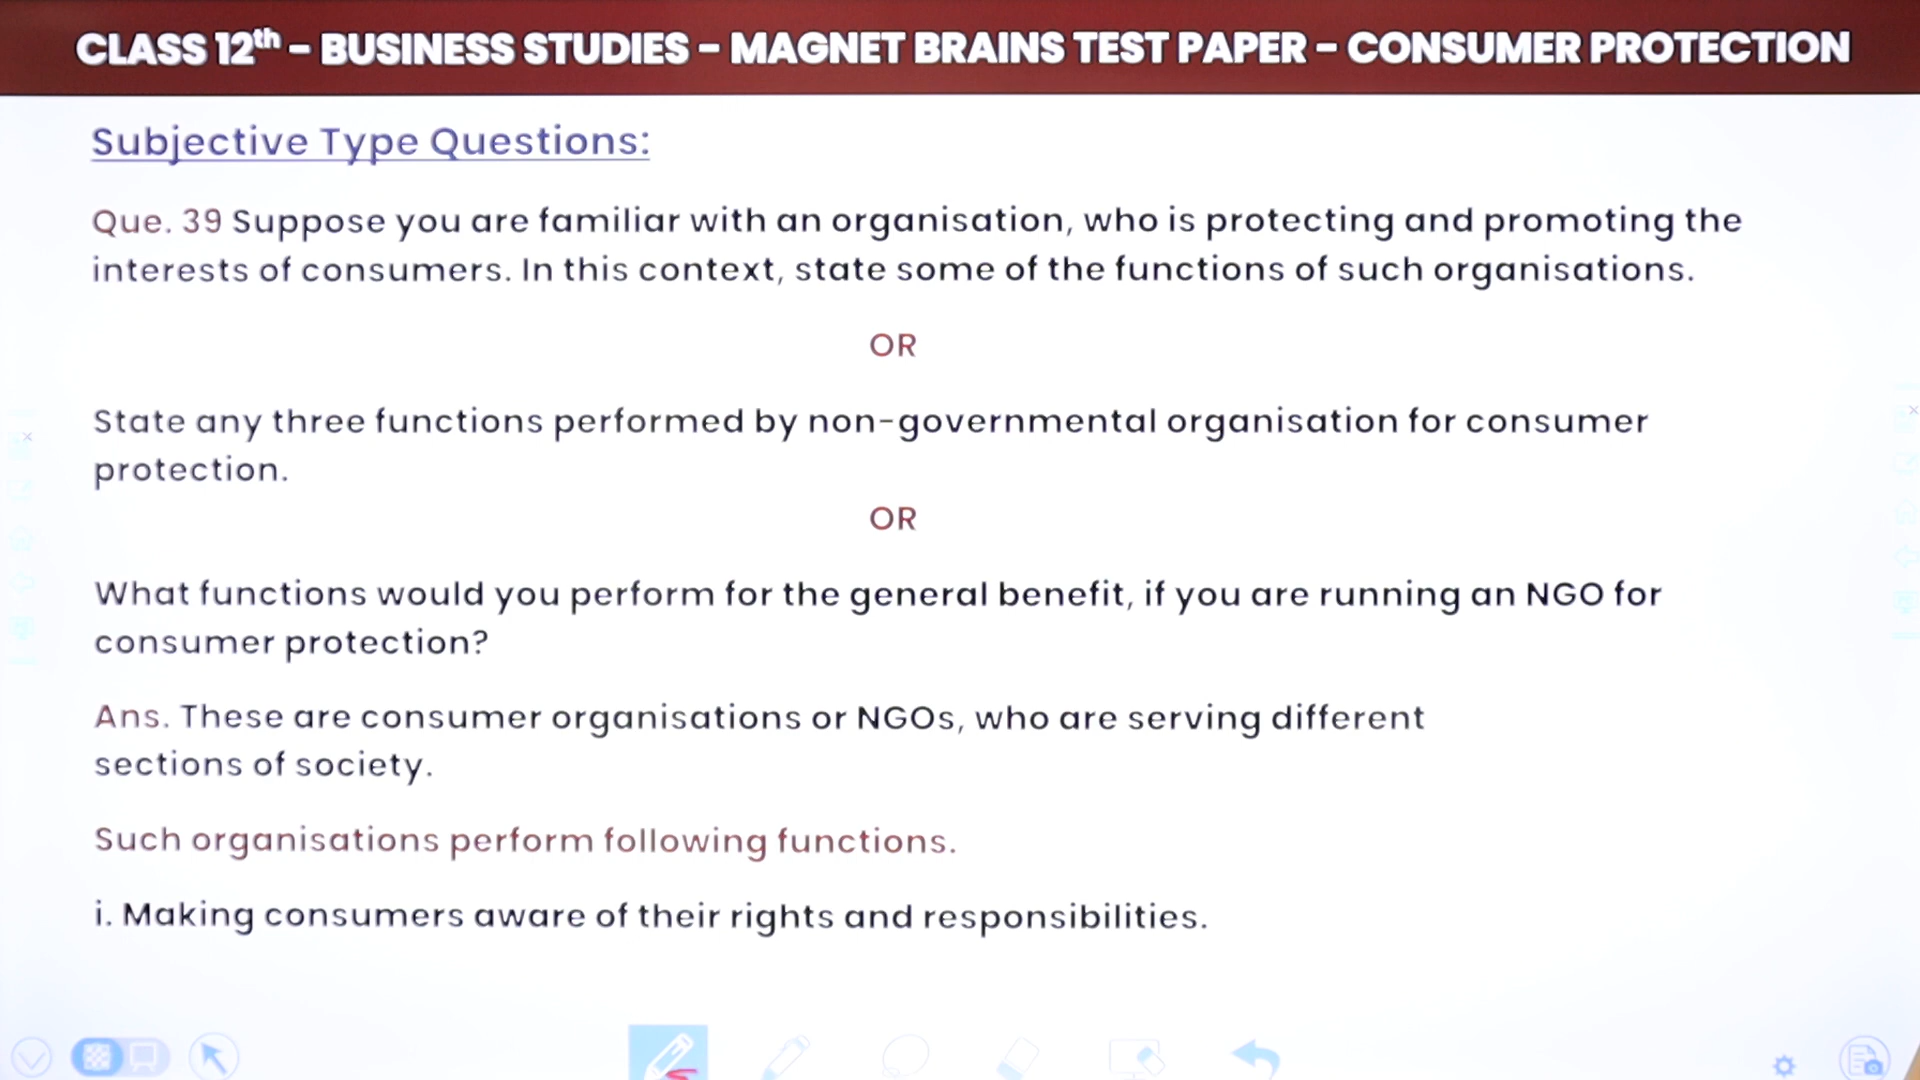 CLASS 12th – BUSINESS STUDIES – MAGNET BRAINS TEST PAPER – CONSUMER PROTECTION
Subjective Type Questions:
Que. 39 Suppose you are familiar with an organisation, who is protecting and promoting the
interests of consumers. In this context, state some of the functions of such organisations.
OR
State any three functions performed by non-governmental organisation for consumer
protection.
OR
What functions would you perform for the general benefit, if you are running an NGO for
consumer protection?
Ans. These are consumer organisations or NGOs, who are serving different
sections of society.
Such organisations perform following functions.
i. Making consumers aware of their rights and responsibilities.